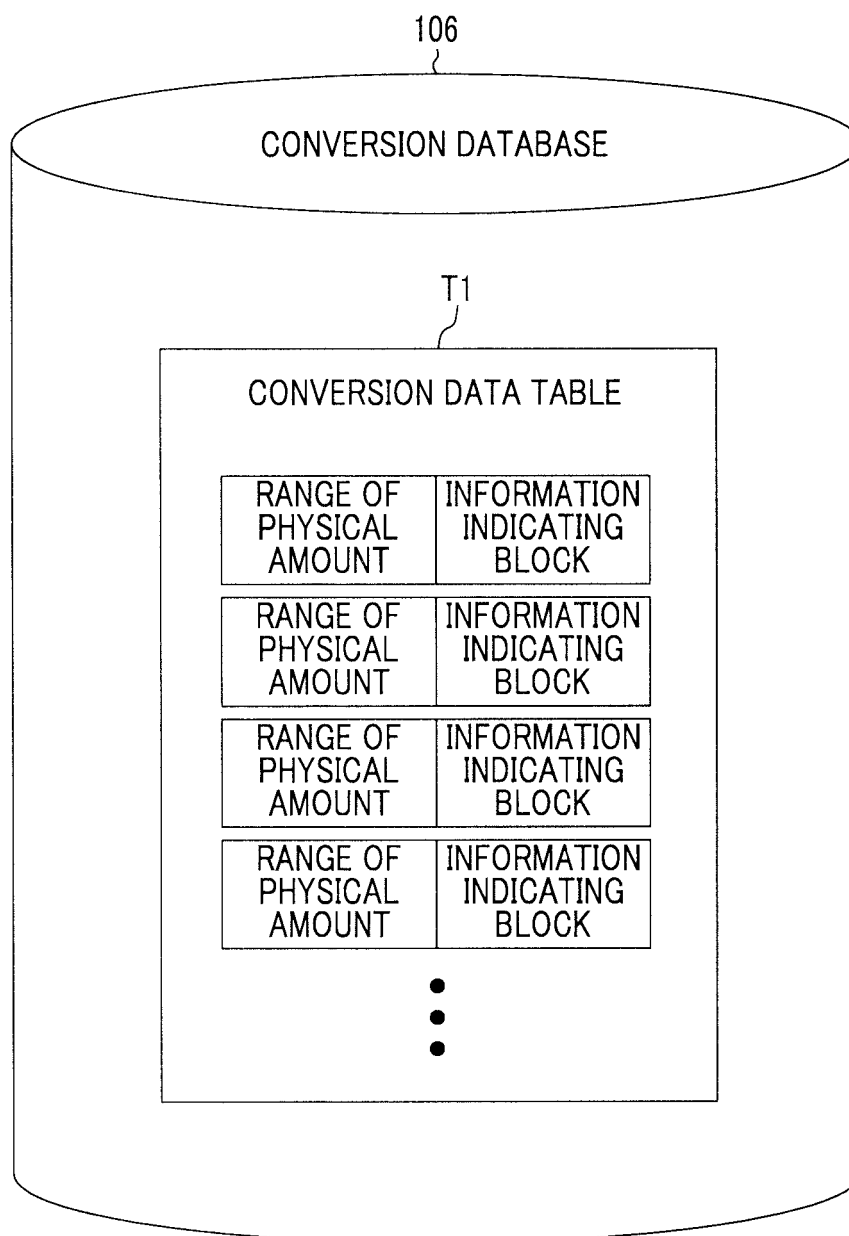 106
CONVERSION DATABASE
T1
CONVERSION DATA TABLE
RANGE OF
PHYSICAL
AMOUNT
INFORMATION
INDICATING
BLOCK
RANGE OF
PHYSICAL
AMOUNT
INFORMATION
INDICATING
BLOCK
RANGE OF
PHYSICAL
AMOUNT
INFORMATION
INDICATING
BLOCK
RANGE OF
PHYSICAL
AMOUNT
INFORMATION
INDICATING
BLOCK